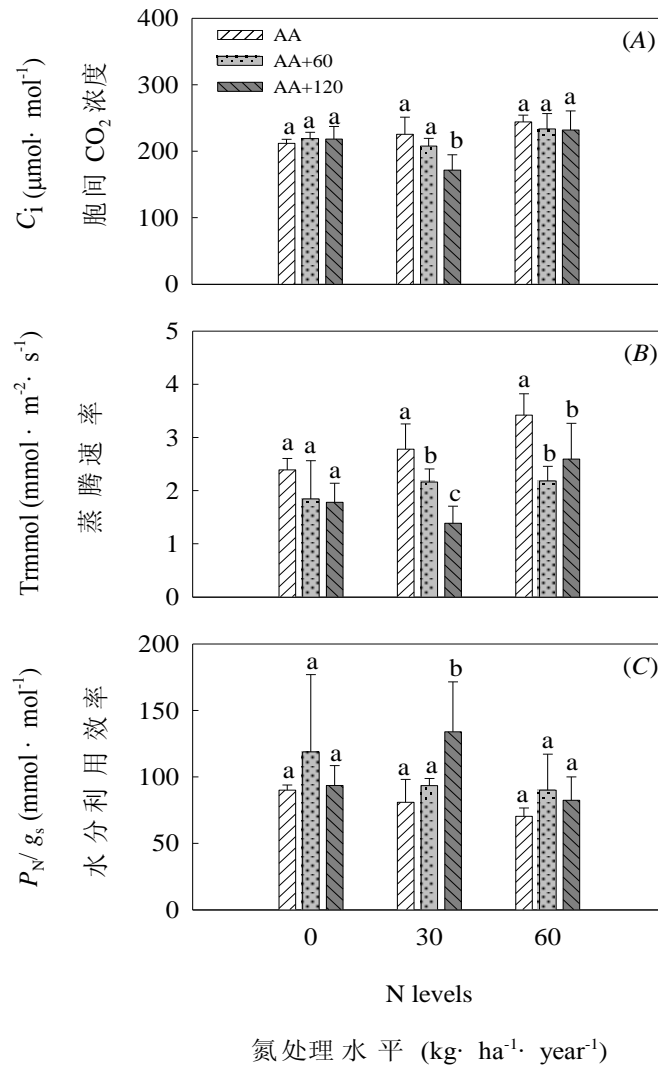 400
300
200
100
0
Ci (μmol· mol⁻¹)
胞间 CO₂ 浓度
AA
AA+60
AA+120
(A)
a a a
a a b
a a a
5
4
3
2
1
0
Trmmol (mmol· m⁻²· s⁻¹)
蒸腾速率
(B)
a a a
a b c
a b b
200
150
100
50
0
P_N/ g_s (mmol· mol⁻¹)
水分利用效率
(C)
a a a
a a b
a a a
0 30 60
N levels
氮处理水平 (kg· ha⁻¹· year⁻¹)